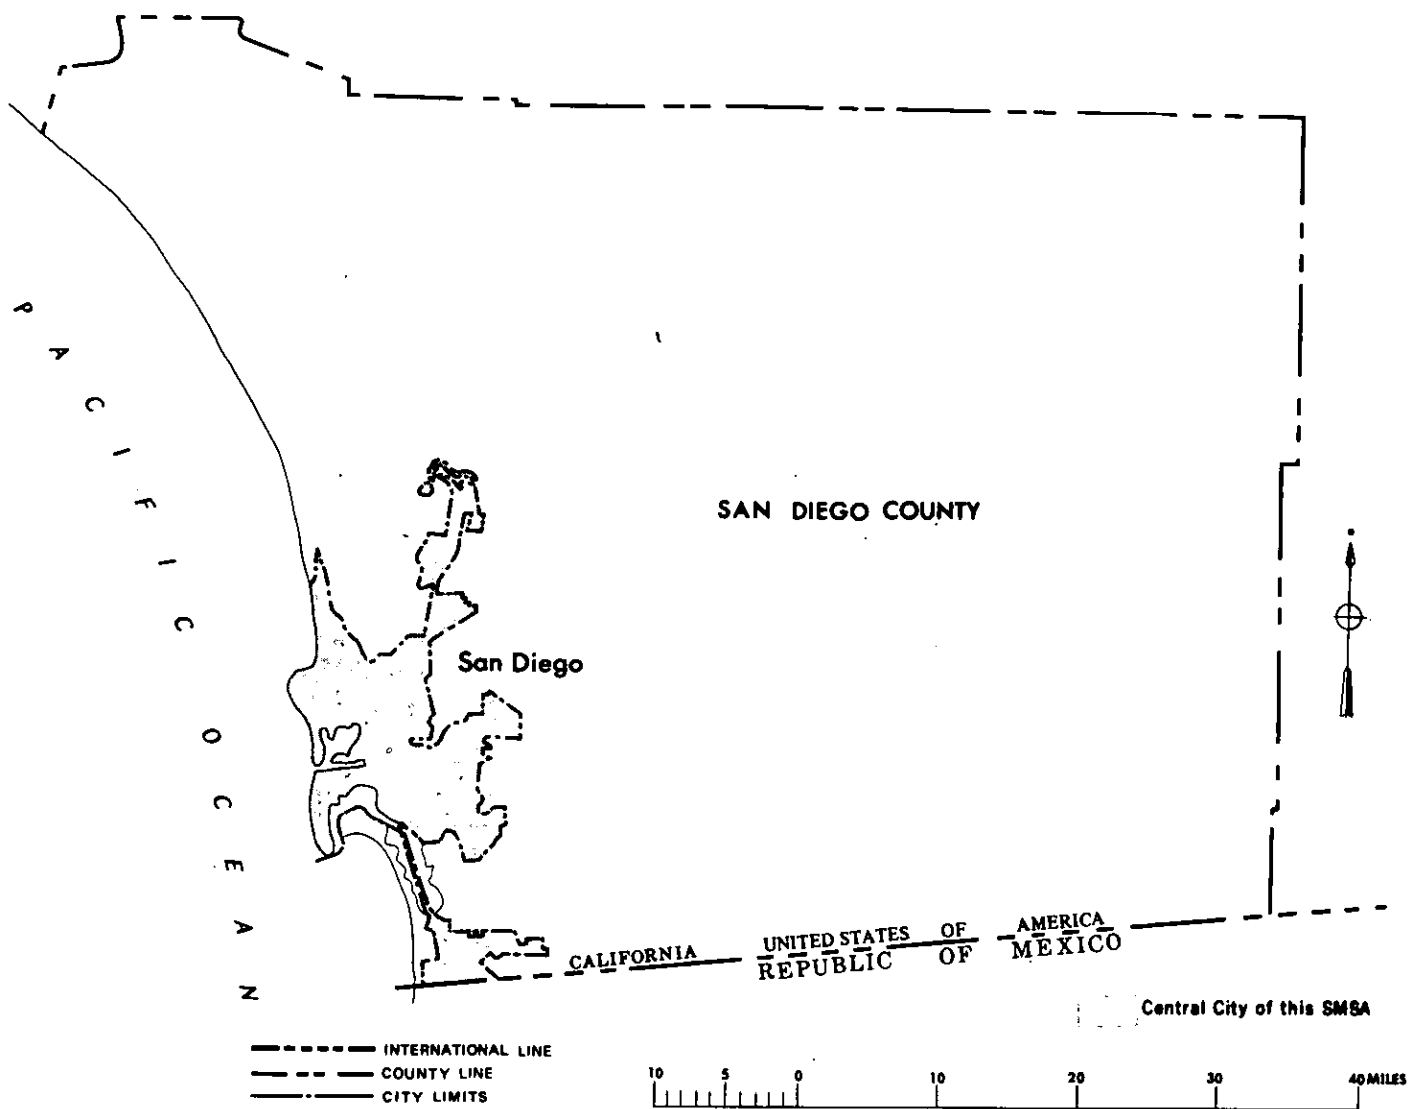 PACIFIC OCEAN
SAN DIEGO COUNTY
San Diego
CALIFORNIA
UNITED STATES OF AMERICA
REPUBLIC OF MEXICO
Central City of this SMSA
INTERNATIONAL LINE
COUNTY LINE
CITY LIMITS
10 5 0 10 20 30 40 MILES